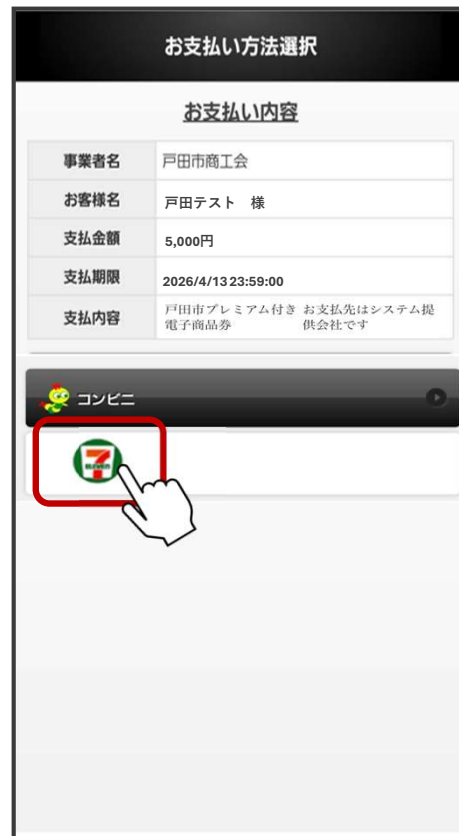 お支払い方法選択
お支払い内容
事業者名 戸田市商工会
お客様名 戸田テスト 様
支払金額 5,000円
支払期限 2026/4/13 23:59:00
支払内容 戸田市プレミアム付き お支払先はシステム提
電子商品券 供会社です
コンビニ
7
ELEVEN